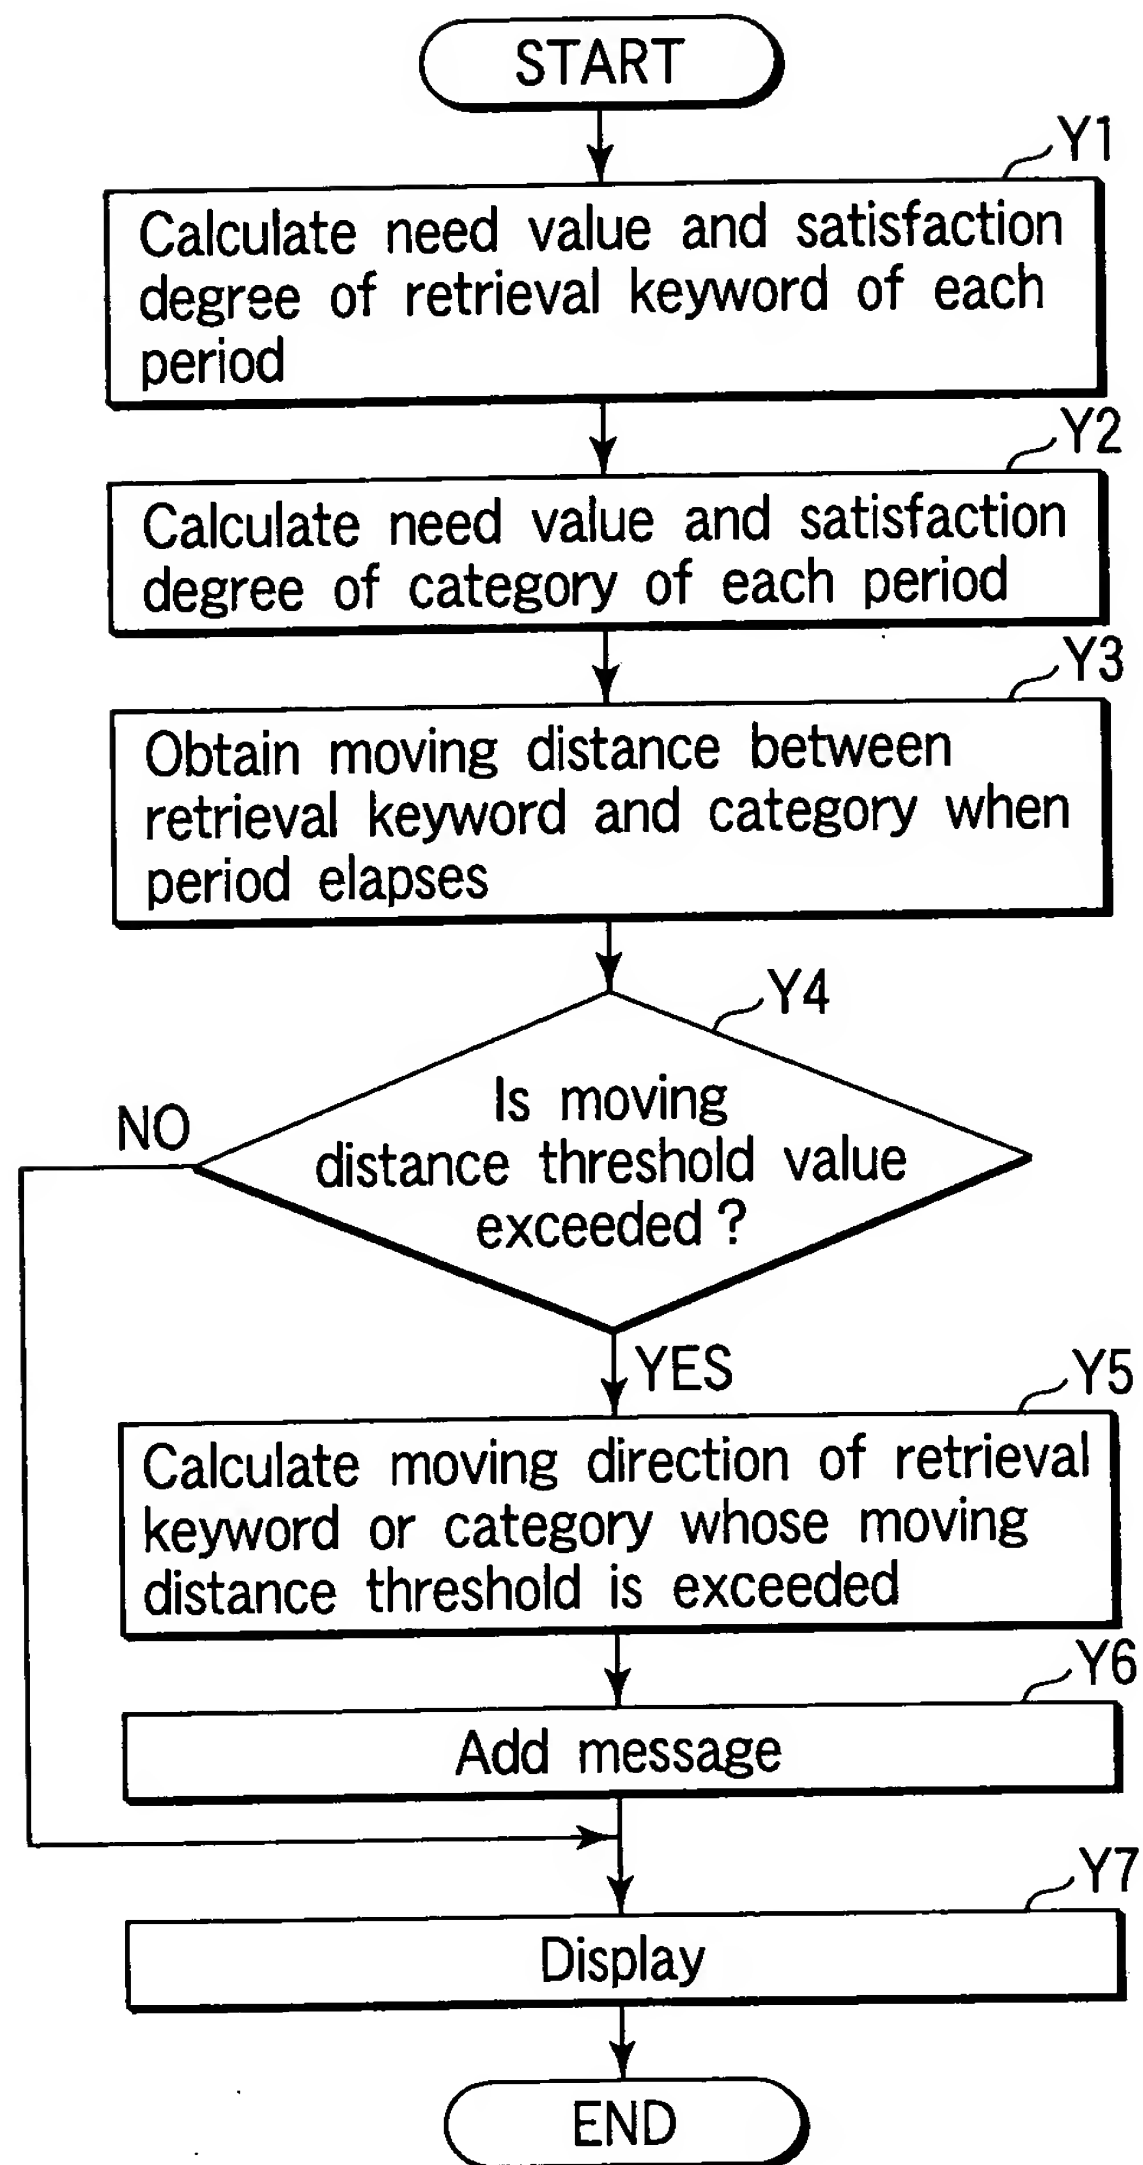 START
Y1
Calculate need value and satisfaction
degree of retrieval keyword of each
period
Y2
Calculate need value and satisfaction
degree of category of each period
Y3
Obtain moving distance between
retrieval keyword and category when
period elapses
Y4
Is moving
distance threshold value
exceeded ?
NO
YES
Y5
Calculate moving direction of retrieval
keyword or category whose moving
distance threshold is exceeded
Y6
Add message
Y7
Display
END